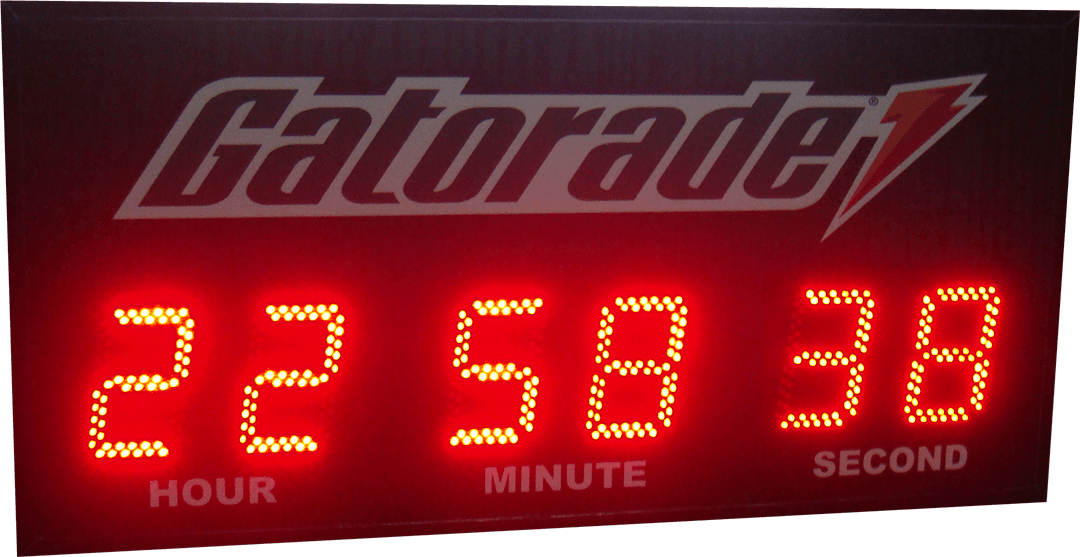 Gatorade®
22 58 38
HOUR MINUTE SECOND